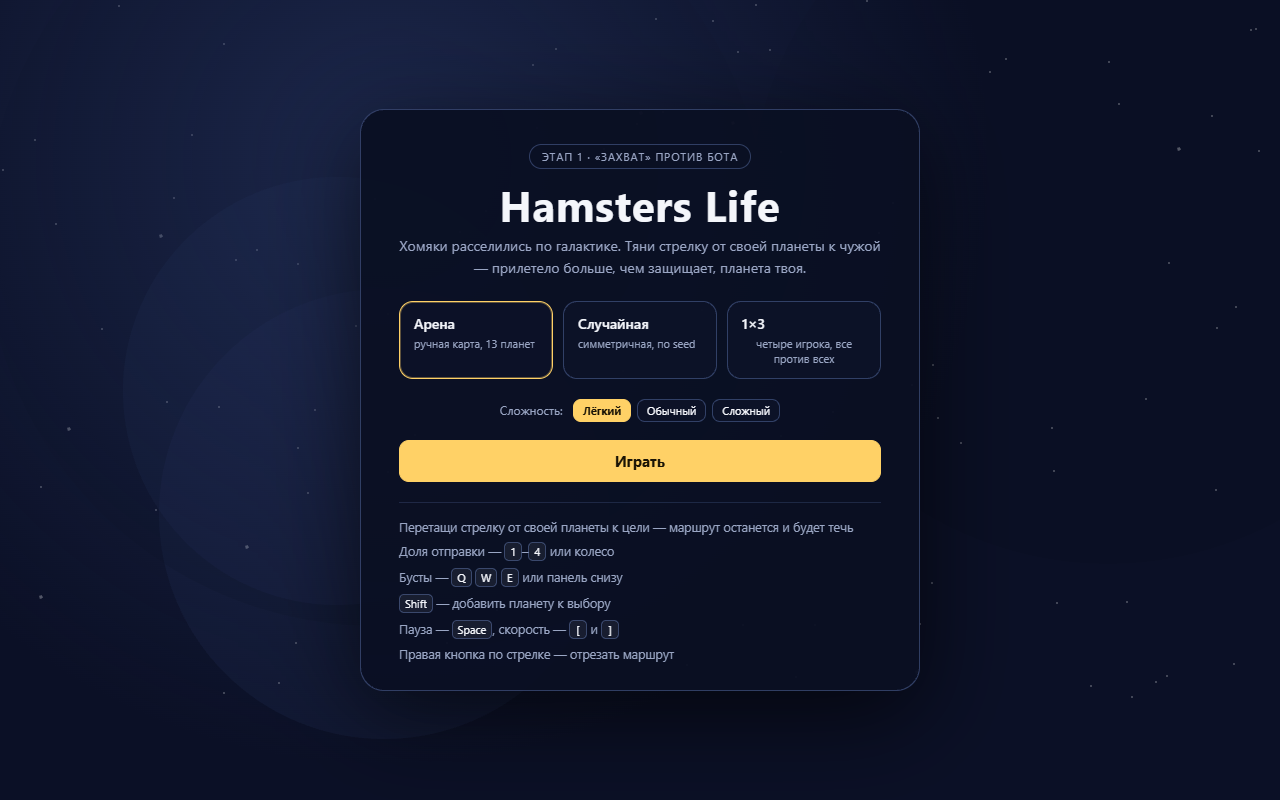 ЭТАП 1 · «ЗАХВАТ» ПРОТИВ БОТА
Hamsters Life
Хомяки расселились по галактике. Тяни стрелку от своей планеты к чужой
— прилетело больше, чем защищает, планета твоя.
Арена
ручная карта, 13 планет
Случайная
симметричная, по seed
1×3
четыре игрока, все
против всех
Сложность: Лёгкий Обычный Сложный
Играть
Перетащи стрелку от своей планеты к цели — маршрут останется и будет течь
Доля отправки — 1–4 или колесо
Бусты — Q W E или панель снизу
Shift — добавить планету к выбору
Пауза — Space, скорость — [ и ]
Правая кнопка по стрелке — отрезать маршрут